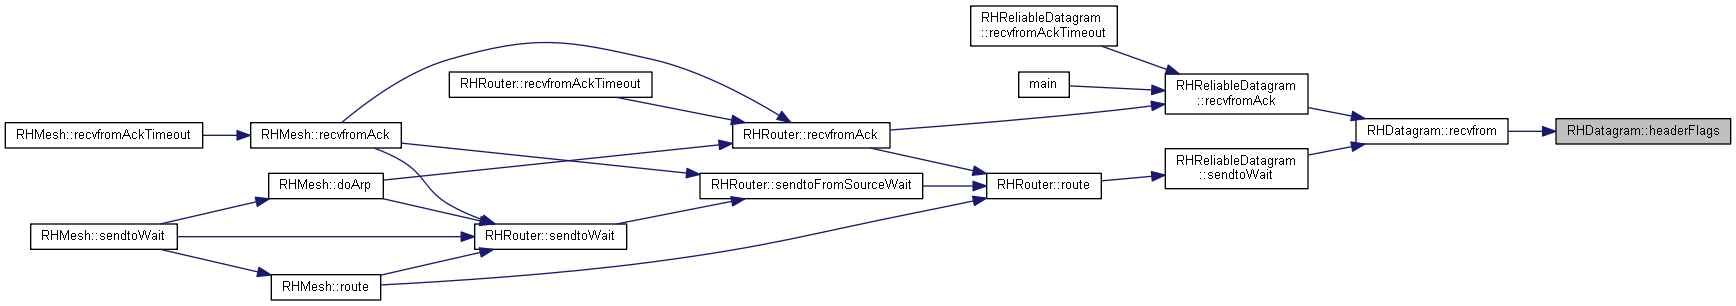 RHReliableDatagram
::recvfromAckTimeout
RHRouter::recvfromAckTimeout
main
RHReliableDatagram
::recvfromAck
RHMesh::recvfromAckTimeout
RHMesh::recvfromAck
RHRouter::recvfromAck
RHDatagram::recvfrom
RHDatagram::headerFlags
RHReliableDatagram
::sendtoWait
RHMesh::doArp
RHRouter::sendtoFromSourceWait
RHRouter::route
RHMesh::sendtoWait
RHRouter::sendtoWait
RHMesh::route